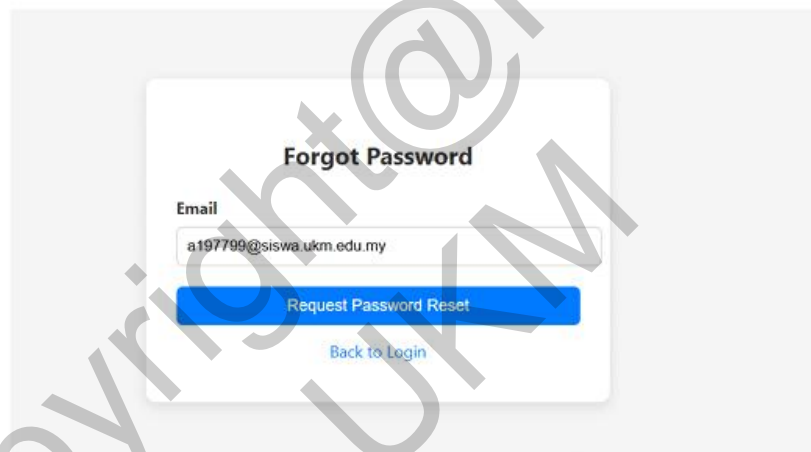 Forgot Password
Email
a197799@siswa.ukm.edu.my
Request Password Reset
Back to Login
UKM